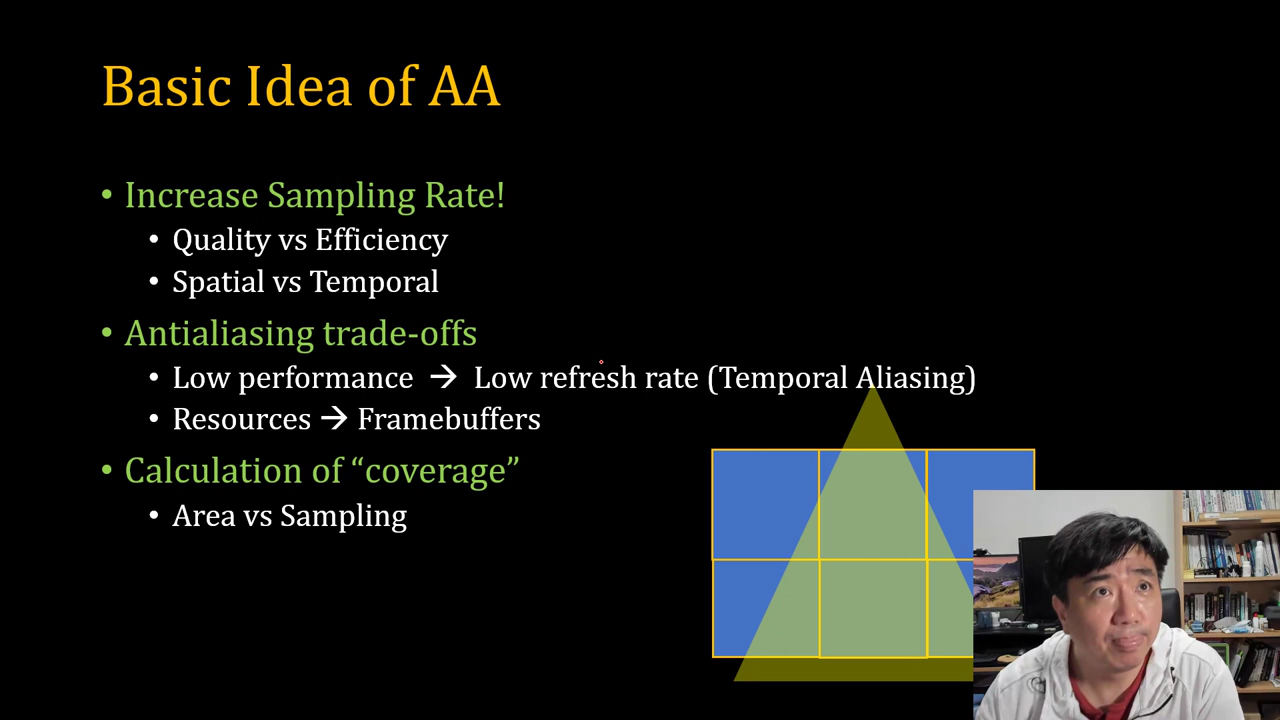 Basic Idea of AA
• Increase Sampling Rate!
• Quality vs Efficiency
• Spatial vs Temporal
• Antialiasing trade-offs
• Low performance → Low refresh rate (Temporal Aliasing)
• Resources → Framebuffers
• Calculation of “coverage”
• Area vs Sampling